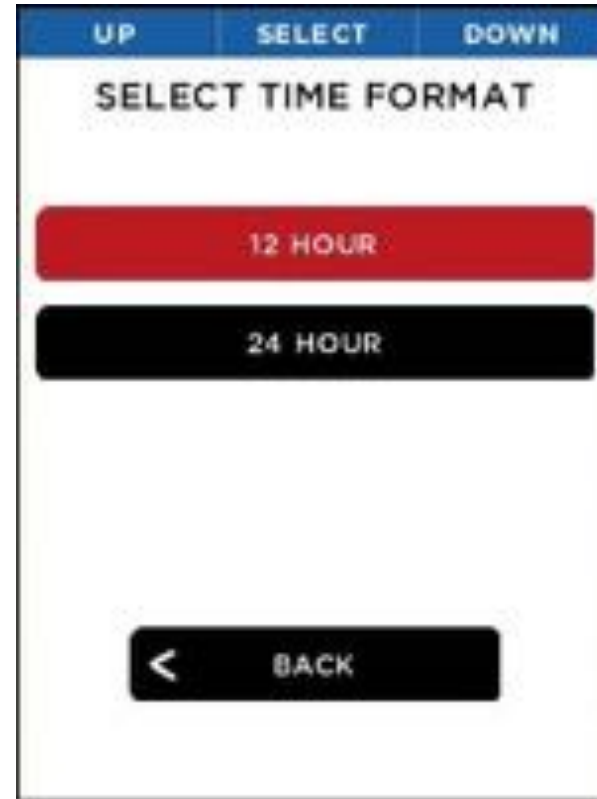 UP SELECT DOWN
SELECT TIME FORMAT
12 HOUR
24 HOUR
< BACK